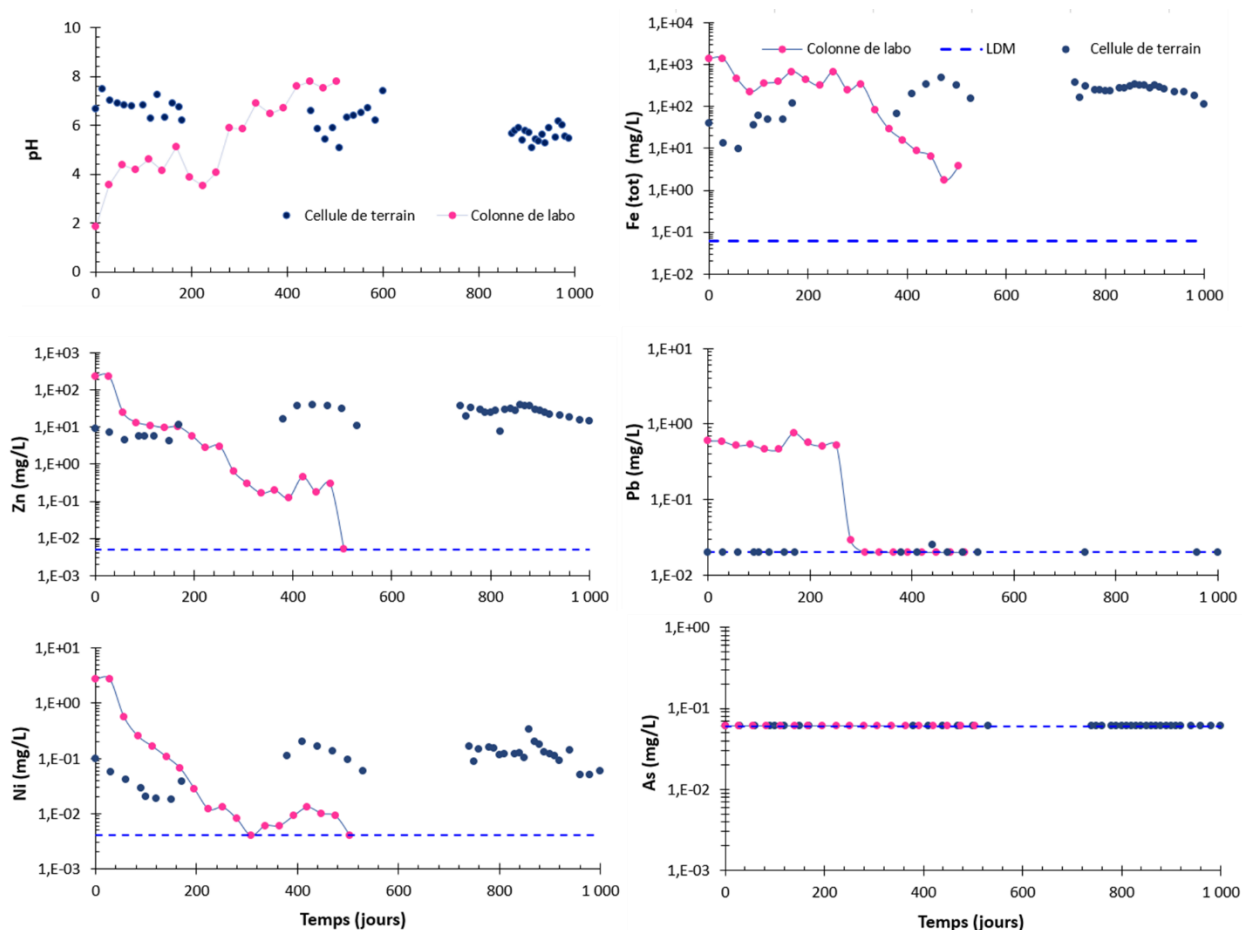 10
8
6
4
2
0
pH
Cellule de terrain
Colonne de labo
0 200 400 600 800 1 000
1,E+04
1,E+03
1,E+02
1,E+01
1,E+00
1,E-01
1,E-02
Fe (tot) (mg/L)
Colonne de labo
LDM
Cellule de terrain
0 200 400 600 800 1 000
1,E+03
1,E+02
1,E+01
1,E+00
1,E-01
1,E-02
1,E-03
Zn (mg/L)
0 200 400 600 800 1 000
1,E+01
1,E+00
1,E-01
1,E-02
Pb (mg/L)
0 200 400 600 800 1 000
1,E+01
1,E+00
1,E-01
1,E-02
1,E-03
Ni (mg/L)
0 200 400 600 800 1 000
Temps (jours)
1,E+00
1,E-01
1,E-02
1,E-03
As (mg/L)
0 200 400 600 800 1 000
Temps (jours)